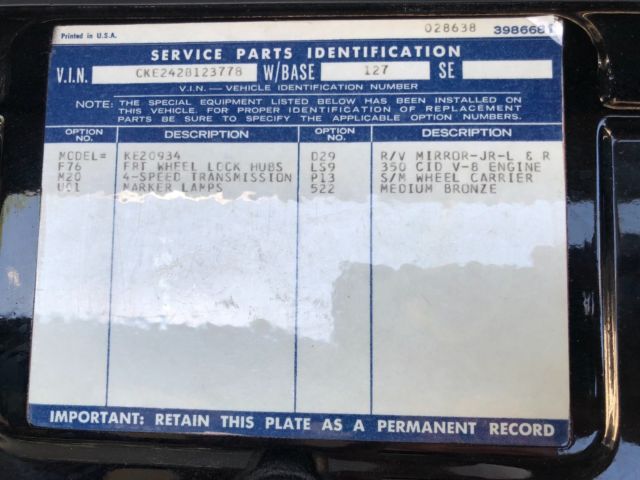 Printed in U.S.A. 028638 3986681
SERVICE PARTS IDENTIFICATION
V.I.N. CKE2428123778 W/BASE 127 SE
V.I.N. — VEHICLE IDENTIFICATION NUMBER
NOTE: THE SPECIAL EQUIPMENT LISTED BELOW HAS BEEN INSTALLED ON
THIS VEHICLE. FOR PROPER IDENTIFICATION OF REPLACEMENT
PARTS BE SURE TO SPECIFY THE APPLICABLE OPTION NUMBERS.
OPTION NO. DESCRIPTION OPTION NO. DESCRIPTION
MODEL= KE20934 D29 R/V MIRROR-JR-L & R
F76 FRT WHEEL LOCK HUBS LS9 350 CID V-8 ENGINE
M20 4-SPEED TRANSMISSION P13 S/M WHEEL CARRIER
U01 MARKER LAMPS 522 MEDIUM BRONZE
IMPORTANT: RETAIN THIS PLATE AS A PERMANENT RECORD